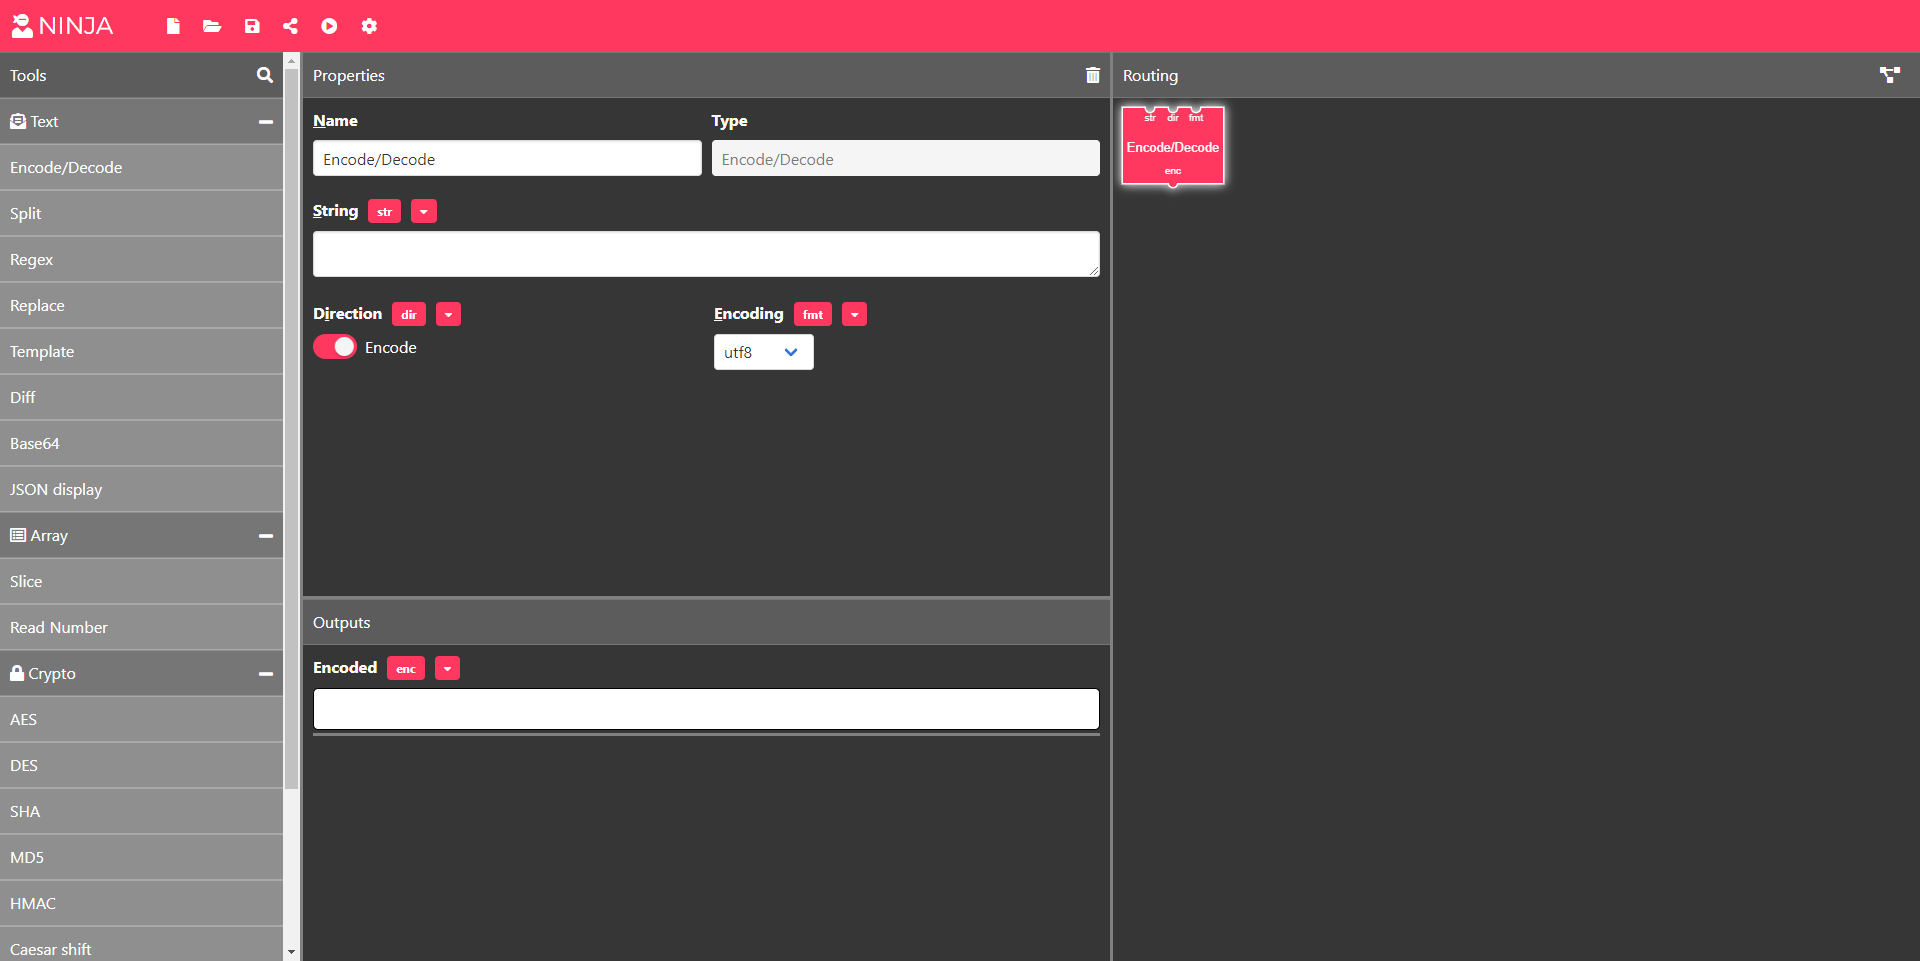 NINJA
Tools
Text
Encode/Decode
Split
Regex
Replace
Template
Diff
Base64
JSON display
Array
Slice
Read Number
Crypto
AES
DES
SHA
MD5
HMAC
Caesar shift
Properties
Name
Type
Encode/Decode
Encode/Decode
String str
Direction dir
Encoding fmt
Encode
utf8
Outputs
Encoded enc
Routing
str dir fmt
Encode/Decode
enc